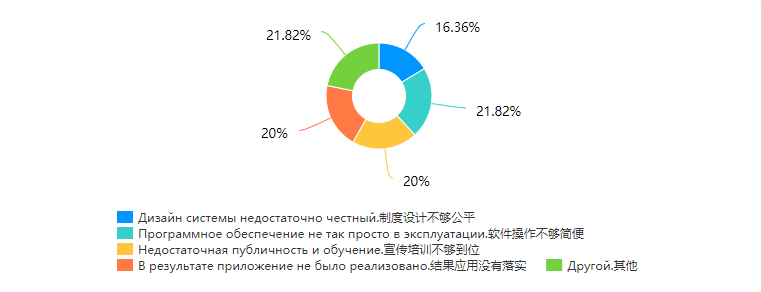 21.82%
16.36%
21.82%
20%
20%
Дизайн системы недостаточно честный.制度设计不够公平
Программное обеспечение не так просто в эксплуатации.软件操作不够简便
Недостаточная публичность и обучение.宣传培训不够到位
В результате приложение не было реализовано.结果应用没有落实 Другой.其他